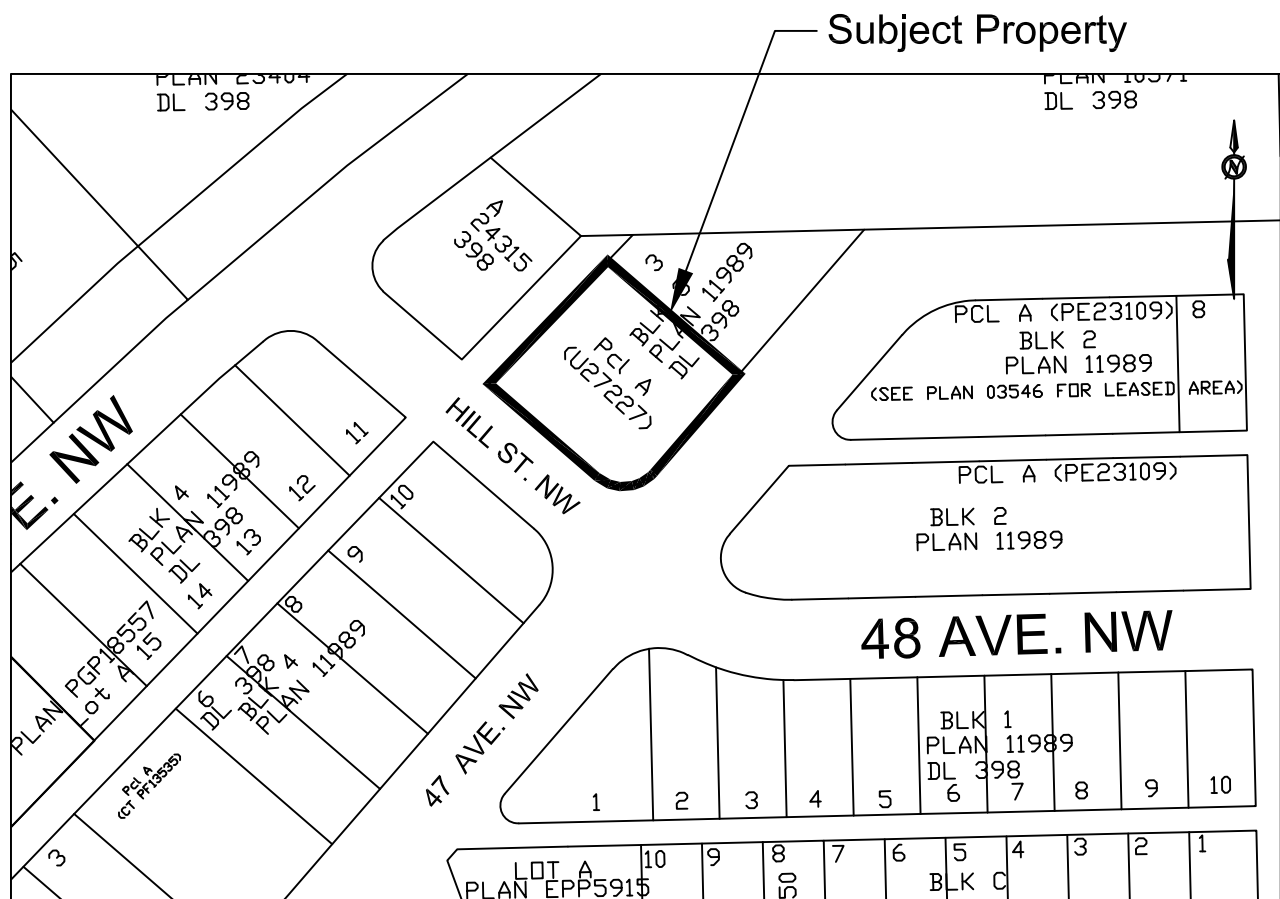 Subject Property
PLAN 23404
DL 398
PLAN 10571
DL 398
N
A
24315
398
3
BLK 3
PLAN 11989
DL 398
Pcl A
(U27227)
PCL A (PE23109)
8
BLK 2
PLAN 11989
(SEE PLAN 03546 FOR LEASED AREA)
PCL A (PE23109)
BLK 2
PLAN 11989
HILL ST. NW
E. NW
11
12
13
14
15
BLK 4
PLAN 11989
DL 398
PLAN PGP18557
Lot A
10
9
8
7
6
DL 398
BLK 4
PLAN 11989
Pcl A
(CT PF13535)
3
47 AVE. NW
48 AVE. NW
BLK 1
PLAN 11989
DL 398
1
2
3
4
5
6
7
8
9
10
LOT A
PLAN EPP5915
10
9
8
7
6
5
4
3
2
1
50
BLK C